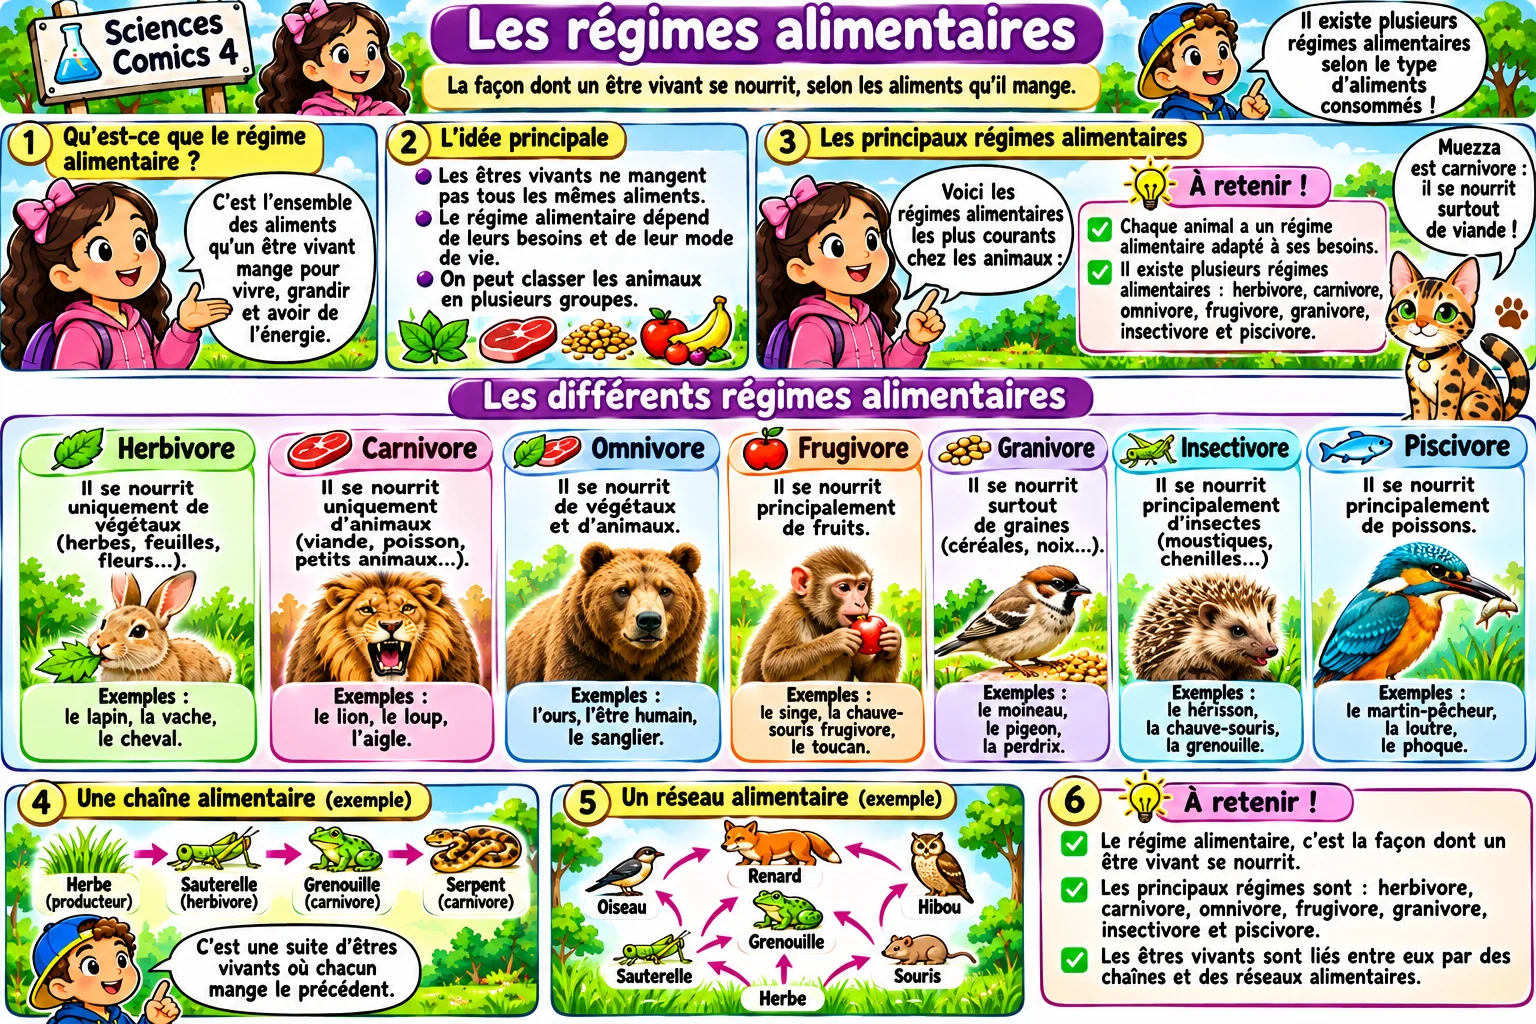 Sciences
Comics 4
Les régimes alimentaires
La façon dont un être vivant se nourrit, selon les aliments qu'il mange.
Il existe plusieurs
régimes alimentaires
selon le type
d'aliments
consommés !
1
Qu'est-ce que le régime
alimentaire ?
C'est l'ensemble
des aliments
qu'un être vivant
mange pour
vivre, grandir
et avoir de
l'énergie.
2
L'idée principale
Les êtres vivants ne mangent
pas tous les mêmes aliments.
Le régime alimentaire dépend
de leurs besoins et de leur mode
de vie.
On peut classer les animaux
en plusieurs groupes.
3
Les principaux régimes alimentaires
Voici les
régimes alimentaires
les plus courants
chez les animaux :
À retenir !
Chaque animal a un régime
alimentaire adapté à ses besoins.
Il existe plusieurs régimes
alimentaires : herbivore, carnivore,
omnivore, frugivore, granivore,
insectivore et piscivore.
Muezza
est carnivore :
il se nourrit
surtout
de viande !
Les différents régimes alimentaires
Herbivore
Il se nourrit
uniquement de
végétaux
(herbes, feuilles,
fleurs...).
Exemples :
le lapin, la vache,
le cheval.
Carnivore
Il se nourrit
uniquement
d'animaux
(viande, poisson,
petits animaux...).
Exemples :
le lion, le loup,
l'aigle.
Omnivore
Il se nourrit
de végétaux
et d'animaux.
Exemples :
l'ours, l'être humain,
le sanglier.
Frugivore
Il se nourrit
principalement
de fruits.
Exemples :
le singe, la chauve-
souris frugivore,
le toucan.
Granivore
Il se nourrit
surtout
de graines
(céréales, noix...).
Exemples :
le moineau,
le pigeon,
la perdrix.
Insectivore
Il se nourrit
principalement
d'insectes
(moustiques,
chenilles...)
Exemples :
le hérisson,
la chauve-souris,
la grenouille.
Piscivore
Il se nourrit
principalement
de poissons.
Exemples :
le martin-pêcheur,
la loutre,
le phoque.
4
Une chaîne alimentaire (exemple)
Herbe
(producteur)
Sauterelle
(herbivore)
Grenouille
(carnivore)
Serpent
(carnivore)
C'est une suite d'êtres
vivants où chacun
mange le précédent.
5
Un réseau alimentaire (exemple)
Renard
Oiseau
Hibou
Grenouille
Sauterelle
Souris
Herbe
6
À retenir !
Le régime alimentaire, c'est la façon dont un
être vivant se nourrit.
Les principaux régimes sont : herbivore,
carnivore, omnivore, frugivore, granivore,
insectivore et piscivore.
Les êtres vivants sont liés entre eux par des
chaînes et des réseaux alimentaires.